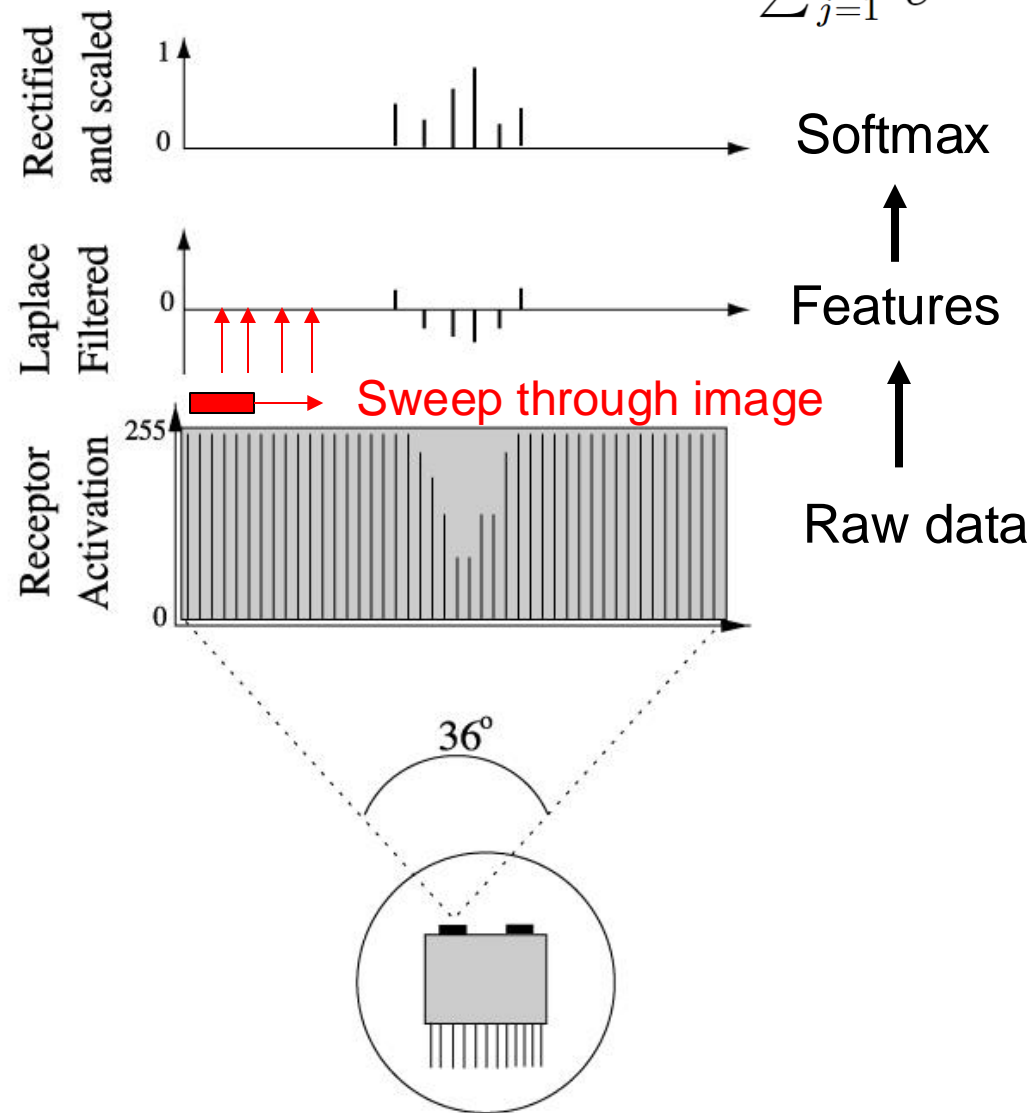 ∑ j=1
1
Rectified
and scaled
0
Softmax
Laplace
Filtered
0
Features
Sweep through image
255
Receptor
Activation
0
Raw data
36°